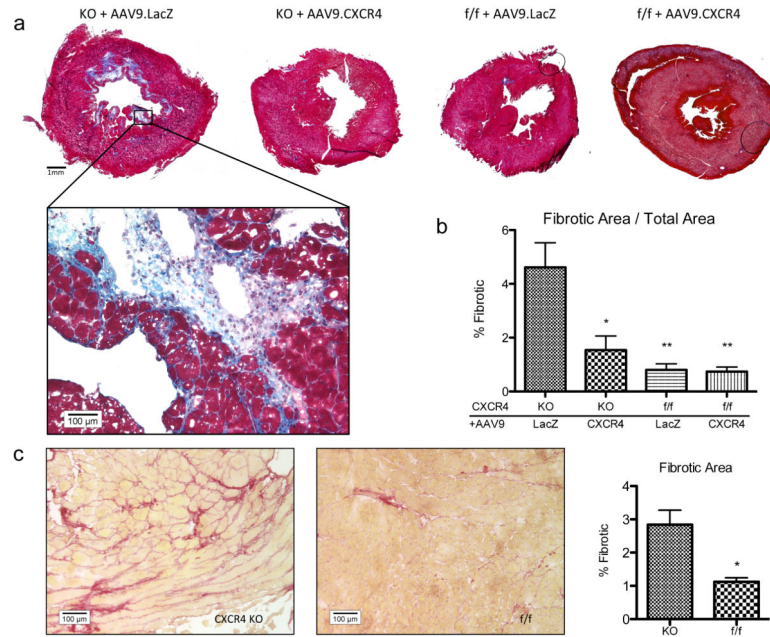 a
KO + AAV9.LacZ
KO + AAV9.CXCR4
f/f + AAV9.LacZ
f/f + AAV9.CXCR4
1mm
100 µm
b
Fibrotic Area / Total Area
% Fibrotic
6
4
2
0
CXCR4 KO KO f/f f/f
+AAV9 LacZ CXCR4 LacZ CXCR4
* ** **
c
100 µm
CXCR4 KO
100 µm
f/f
Fibrotic Area
% Fibrotic
4
3
2
1
0
*
KO f/f